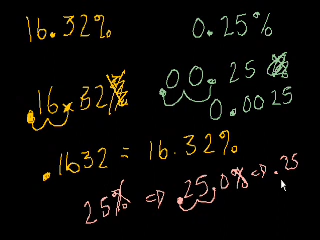 16.32%
0.25%
.16.32%
.00.25%
0.0025
.1632 = 16.32%
25% => .25.0% => .25